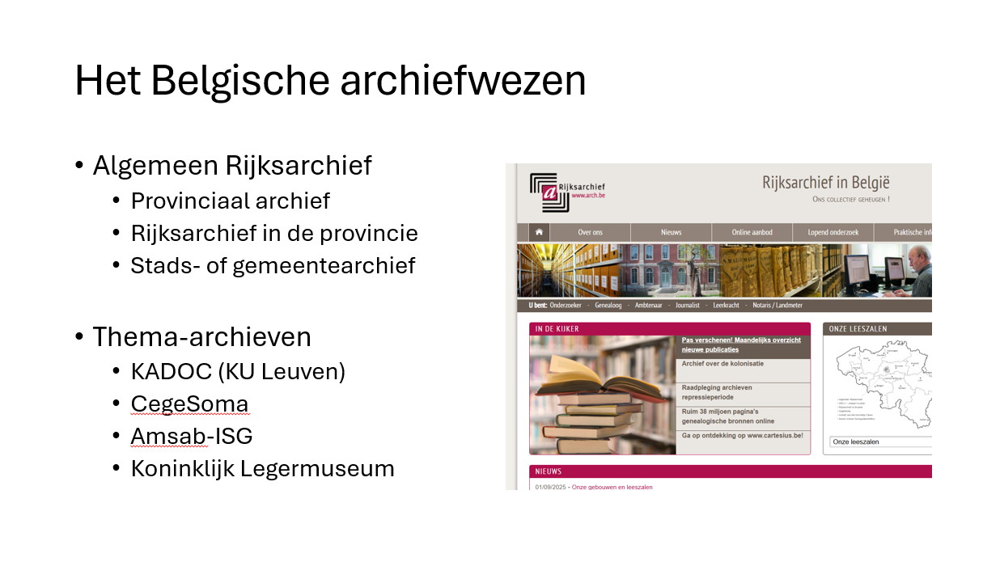 Het Belgische archiefwezen
• Algemeen Rijksarchief
• Provinciaal archief
• Rijksarchief in de provincie
• Stads- of gemeentearchief
• Thema-archieven
• KADOC (KU Leuven)
• CegeSoma
• Amsab-ISG
• Koninklijk Legermuseum
a Rijksarchief
www.arch.be
Rijksarchief in België
Ons collectief geheugen !
Over ons
Nieuws
Online aanbod
Lopend onderzoek
Praktische inf
U bent: Onderzoeker - Genealoog - Ambtenaar - Journalist - Leerkracht - Notaris / Landmeter
IN DE KIJKER
Pas verschenen! Maandelijks overzicht
nieuwe publicaties
Archief over de kolonisatie
Raadpleging archieven
repressieperiode
Ruim 38 miljoen pagina's
genealogische bronnen online
Ga op ontdekking op www.cartesius.be!
ONZE LEESZALEN
Onze leeszalen
NIEUWS
01/09/2025 - Onze gebouwen en leeszalen